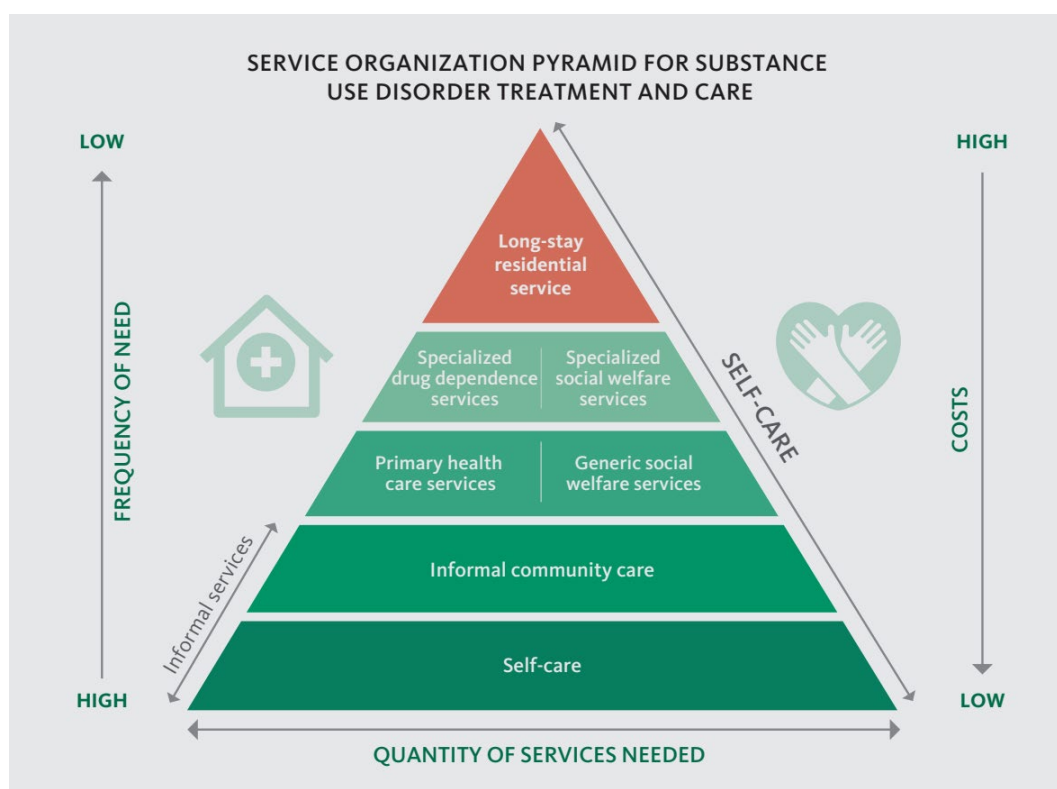 SERVICE ORGANIZATION PYRAMID FOR SUBSTANCE
USE DISORDER TREATMENT AND CARE
LOW
HIGH
Long-stay
residential
service
FREQUENCY OF NEED
Specialized
drug dependence
services
Specialized
social welfare
services
SELF-CARE
COSTS
Primary health
care services
Generic social
welfare services
Informal services
Informal community care
Self-care
HIGH
LOW
QUANTITY OF SERVICES NEEDED